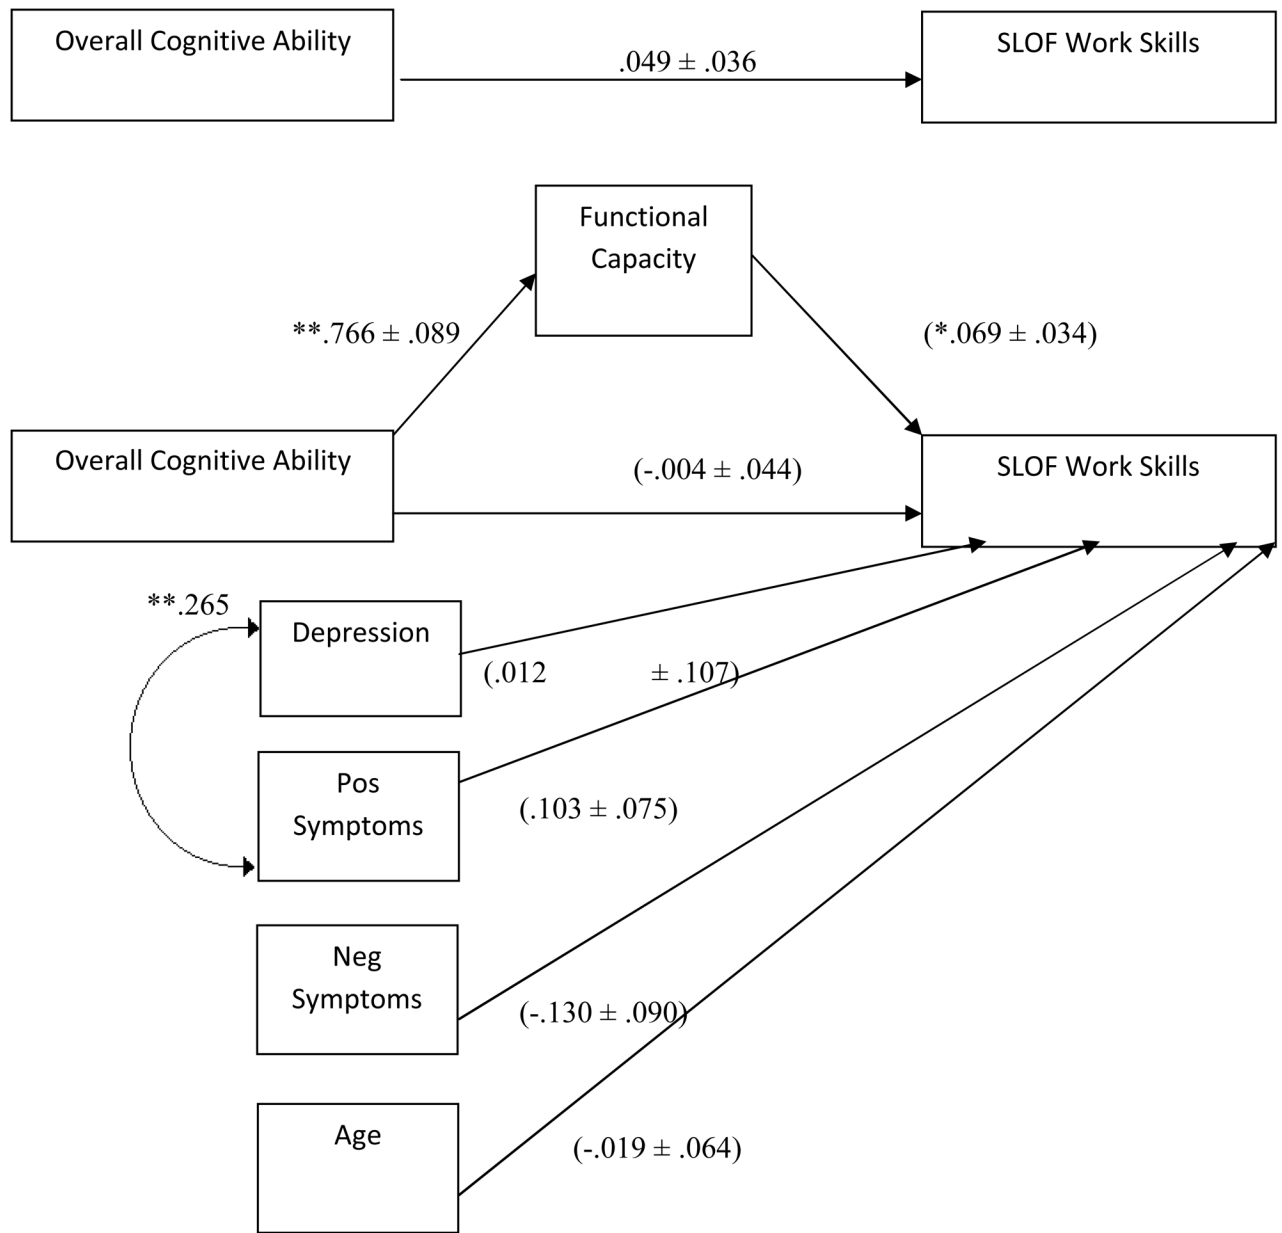 Overall Cognitive Ability
.049 ± .036
SLOF Work Skills
Functional
Capacity
**.766 ± .089
(*.069 ± .034)
Overall Cognitive Ability
(-.004 ± .044)
SLOF Work Skills
**.265
Depression
(.012 ± .107)
Pos
Symptoms
(.103 ± .075)
Neg
Symptoms
(-.130 ± .090)
Age
(-.019 ± .064)